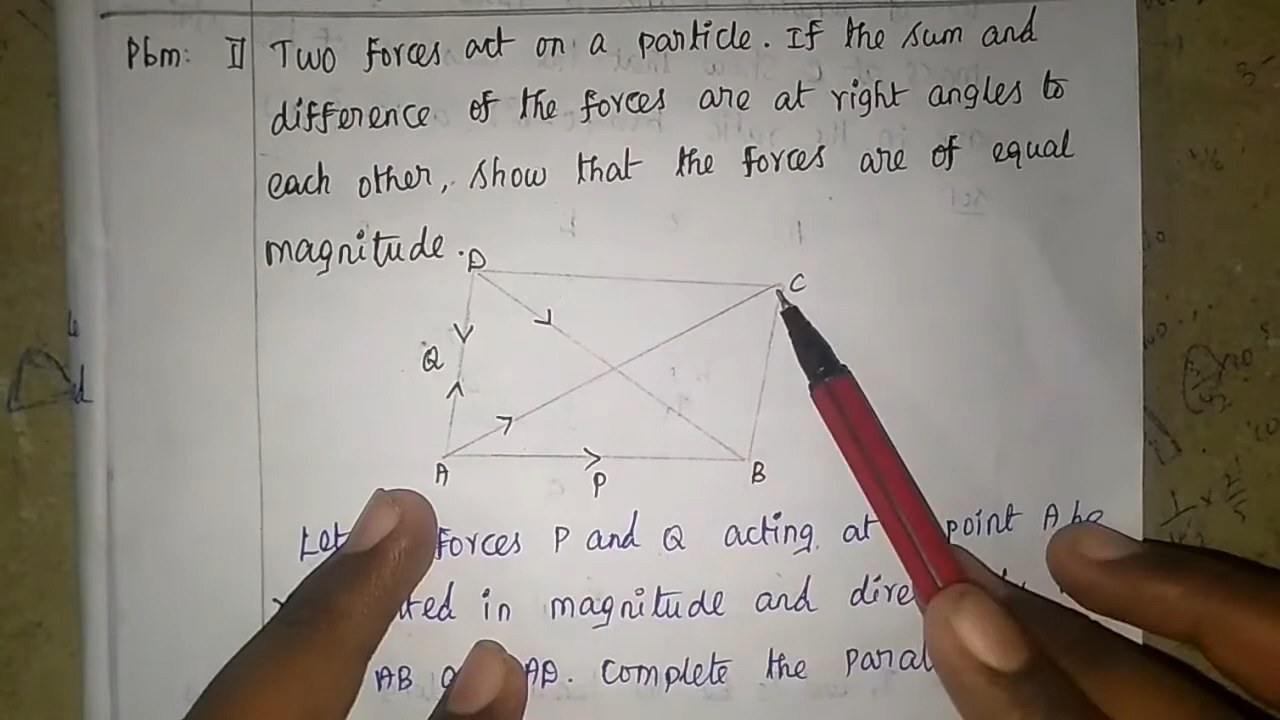 Pbm: II Two forces act on a particle. If the sum and
difference of the forces are at right angles to
each other, show that the forces are of equal
magnitude.
D
C
Q
A
P
B
Let forces P and Q acting at point A be
in magnitude and
AB AD. Complete the